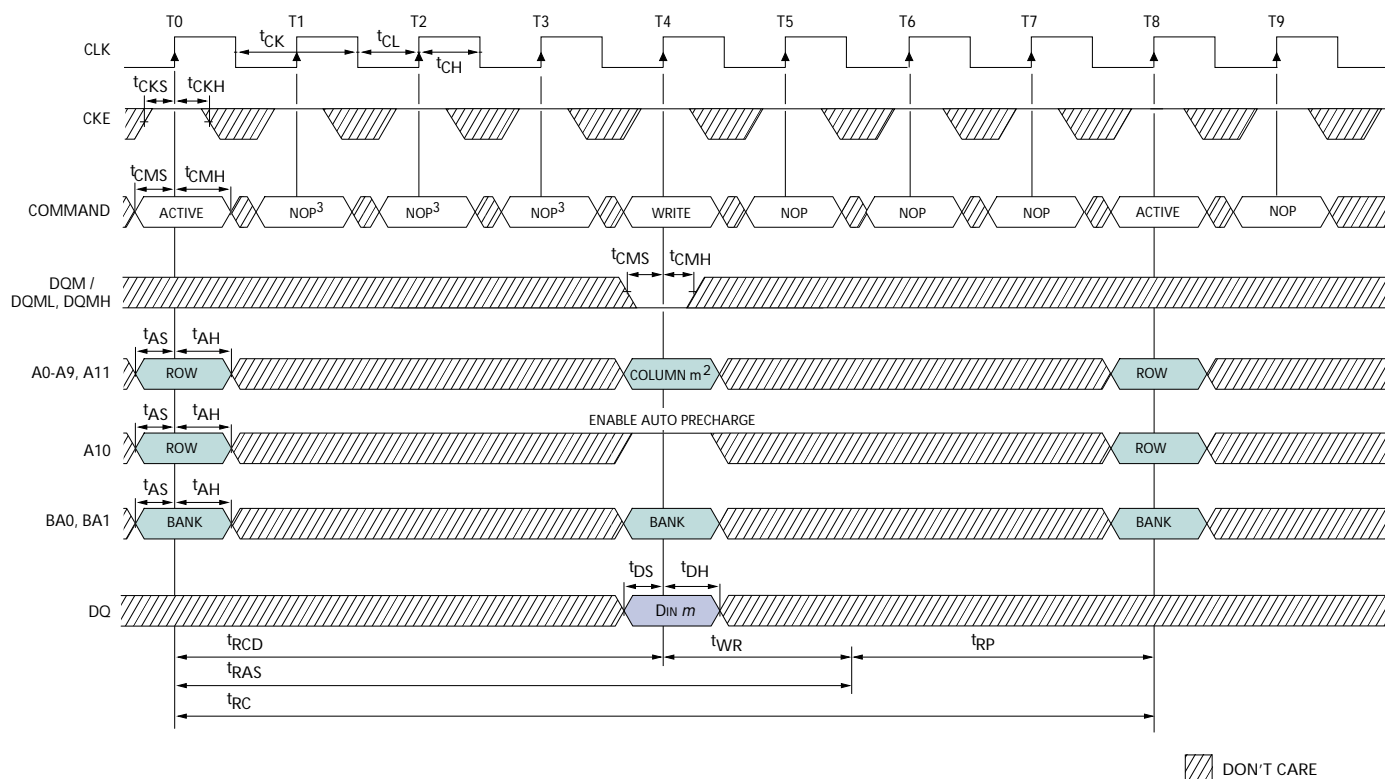 T0 T1 T2 T3 T4 T5 T6 T7 T8 T9
CLK tCK tCL tCH
tCKS tCKH
CKE
tCMS tCMH
COMMAND ACTIVE NOP3 NOP3 NOP3 WRITE NOP NOP NOP ACTIVE NOP
tCMS tCMH
DQM /
DQML, DQMH
tAS tAH
A0-A9, A11 ROW COLUMN m2 ROW
tAS tAH ENABLE AUTO PRECHARGE
A10 ROW ROW
tAS tAH
BA0, BA1 BANK BANK BANK
tDS tDH
DQ DIN m
tRCD tWR tRP
tRAS
tRC
DON'T CARE